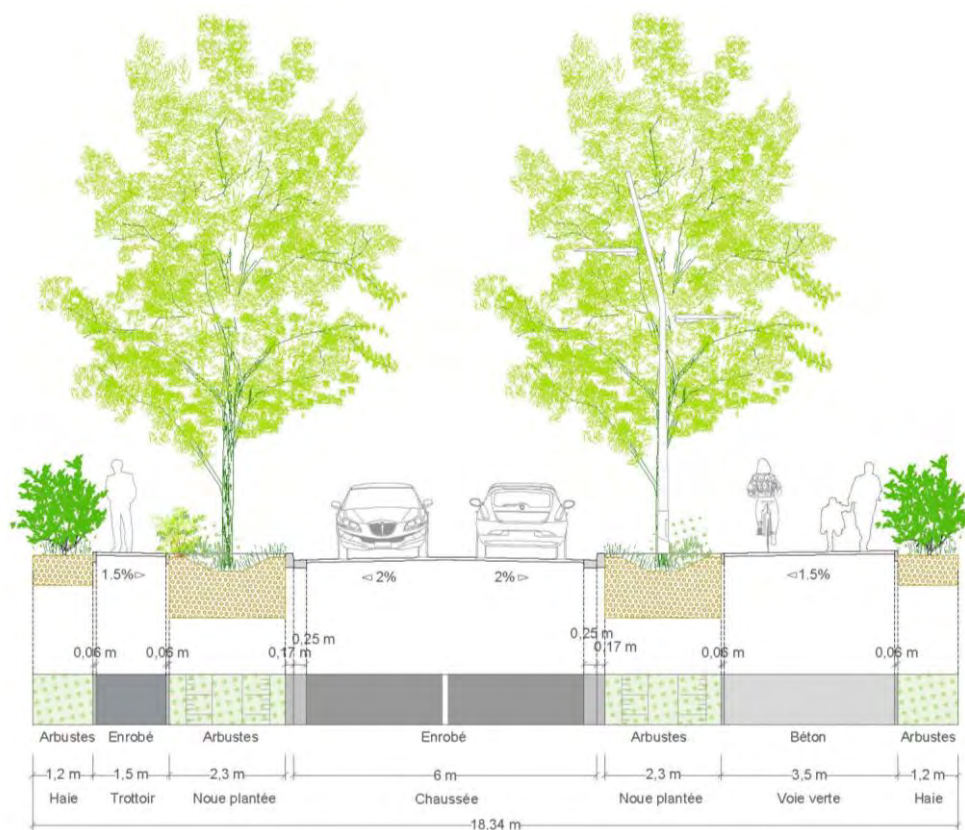 1.5% 2% 2% 1.5%
0,25 m 0,25 m
0,06 m 0,06 m 0,17 m 0,17 m 0,06 m 0,06 m
Arbustes Enrobé Arbustes Enrobé Arbustes Béton Arbustes
1,2 m 1,5 m 2,3 m 6 m 2,3 m 3,5 m 1,2 m
Haie Trottoir Noue plantée Chaussée Noue plantée Voie verte Haie
18,34 m